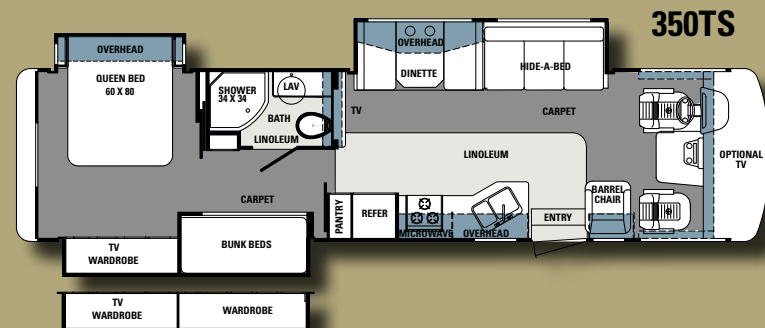 350TS
OVERHEAD
QUEEN BED
60 X 80
SHOWER
34 X 34
LAV
BATH
LINOLEUM
OVERHEAD
DINETTE
HIDE-A-BED
TV
CARPET
OPTIONAL
TV
LINOLEUM
CARPET
PANTRY
REFER
MICROWAVE
OVERHEAD
ENTRY
BARREL
CHAIR
TV
WARDROBE
BUNK BEDS
TV
WARDROBE
WARDROBE